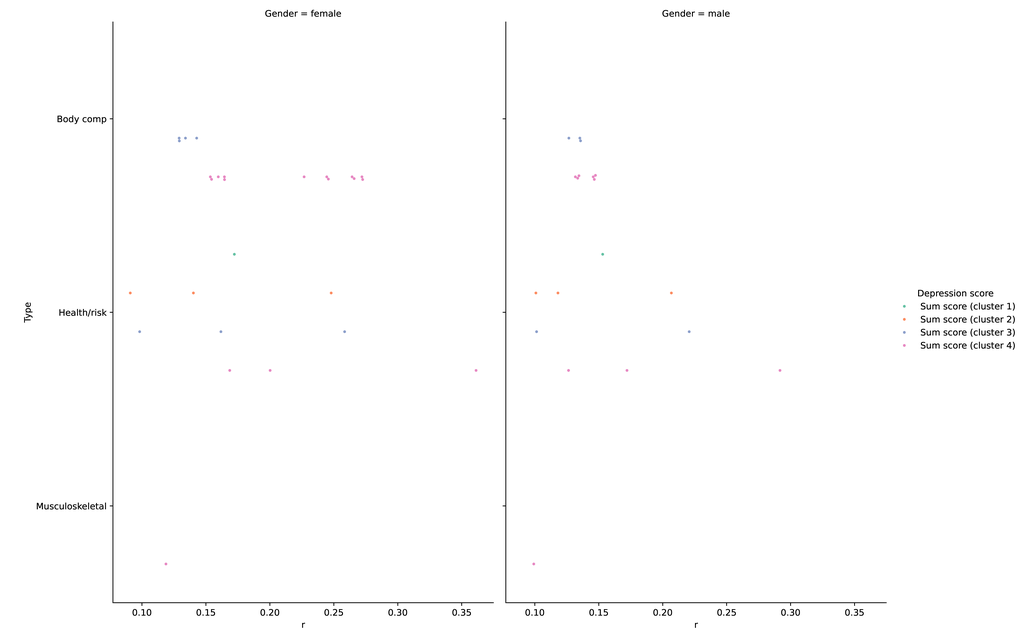 Gender = female
Gender = male
Body comp
Health/risk
Musculoskeletal
Type
0.10 0.15 0.20 0.25 0.30 0.35
r
0.10 0.15 0.20 0.25 0.30 0.35
r
Depression score
Sum score (cluster 1)
Sum score (cluster 2)
Sum score (cluster 3)
Sum score (cluster 4)